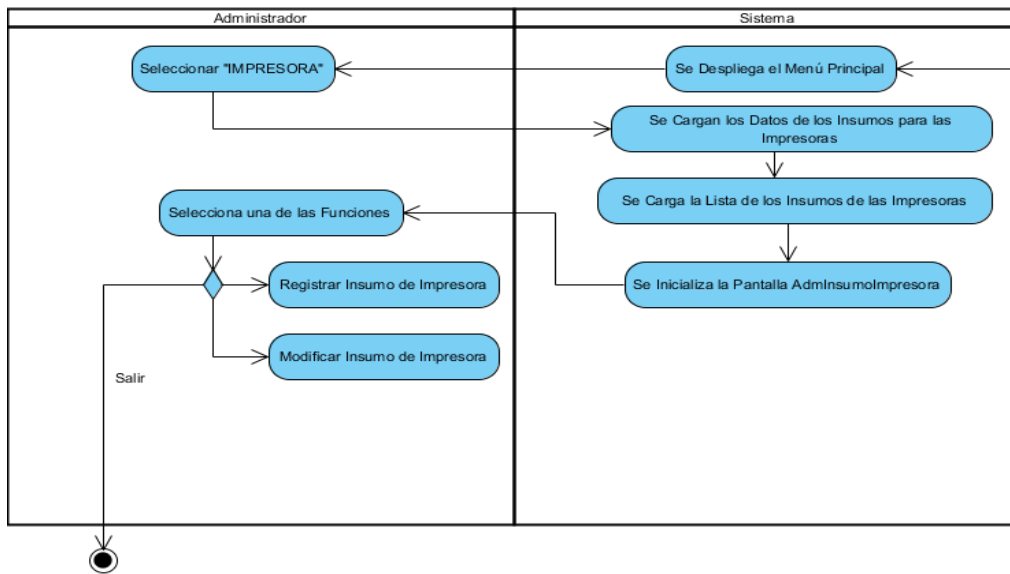 Administrador
Sistema
Seleccionar "IMPRESORA"
Se Despliega el Menú Principal
Se Cargan los Datos de los Insumos para las
Impresoras
Selecciona una de las Funciones
Se Carga la Lista de los Insumos de las Impresoras
Registrar Insumo de Impresora
Se Inicializa la Pantalla AdmInsumoImpresora
Modificar Insumo de Impresora
Salir